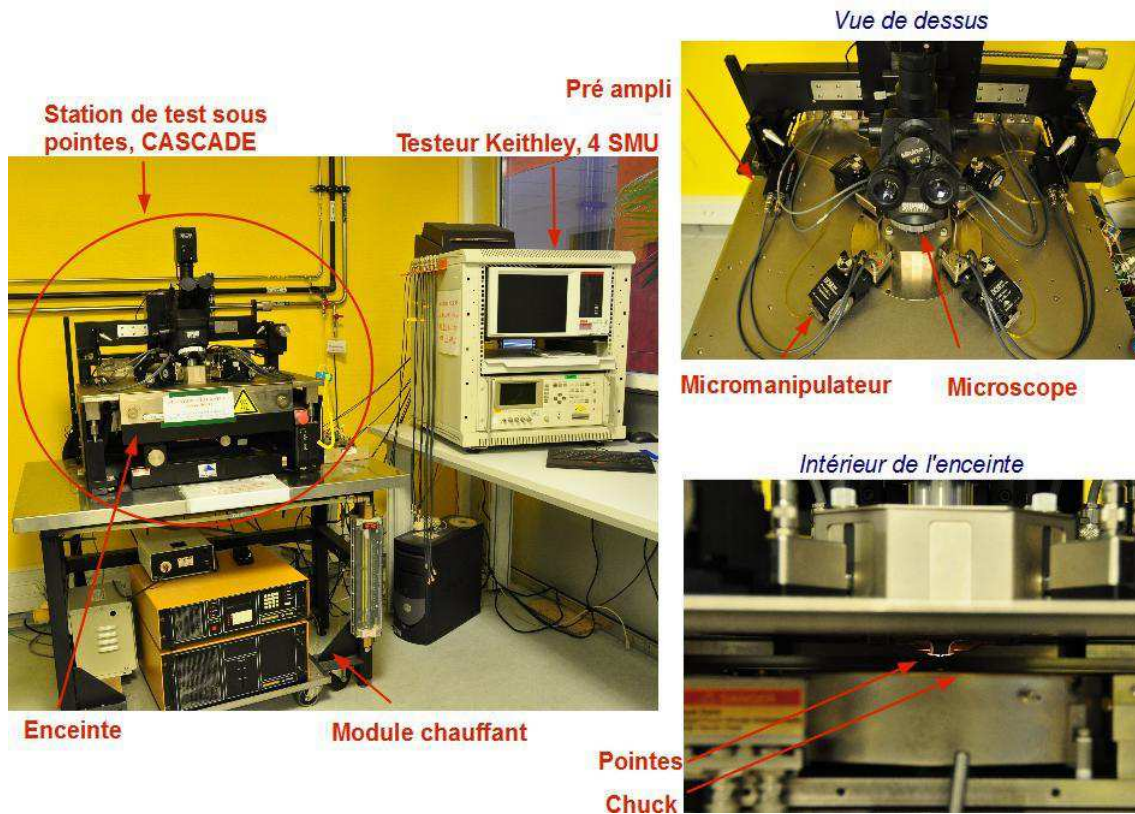 Vue de dessus
Pré ampli
Station de test sous
pointes, CASCADE
Testeur Keithley, 4 SMU
Micromanipulateur
Microscope
Intérieur de l'enceinte
Enceinte
Module chauffant
Pointes
Chuck